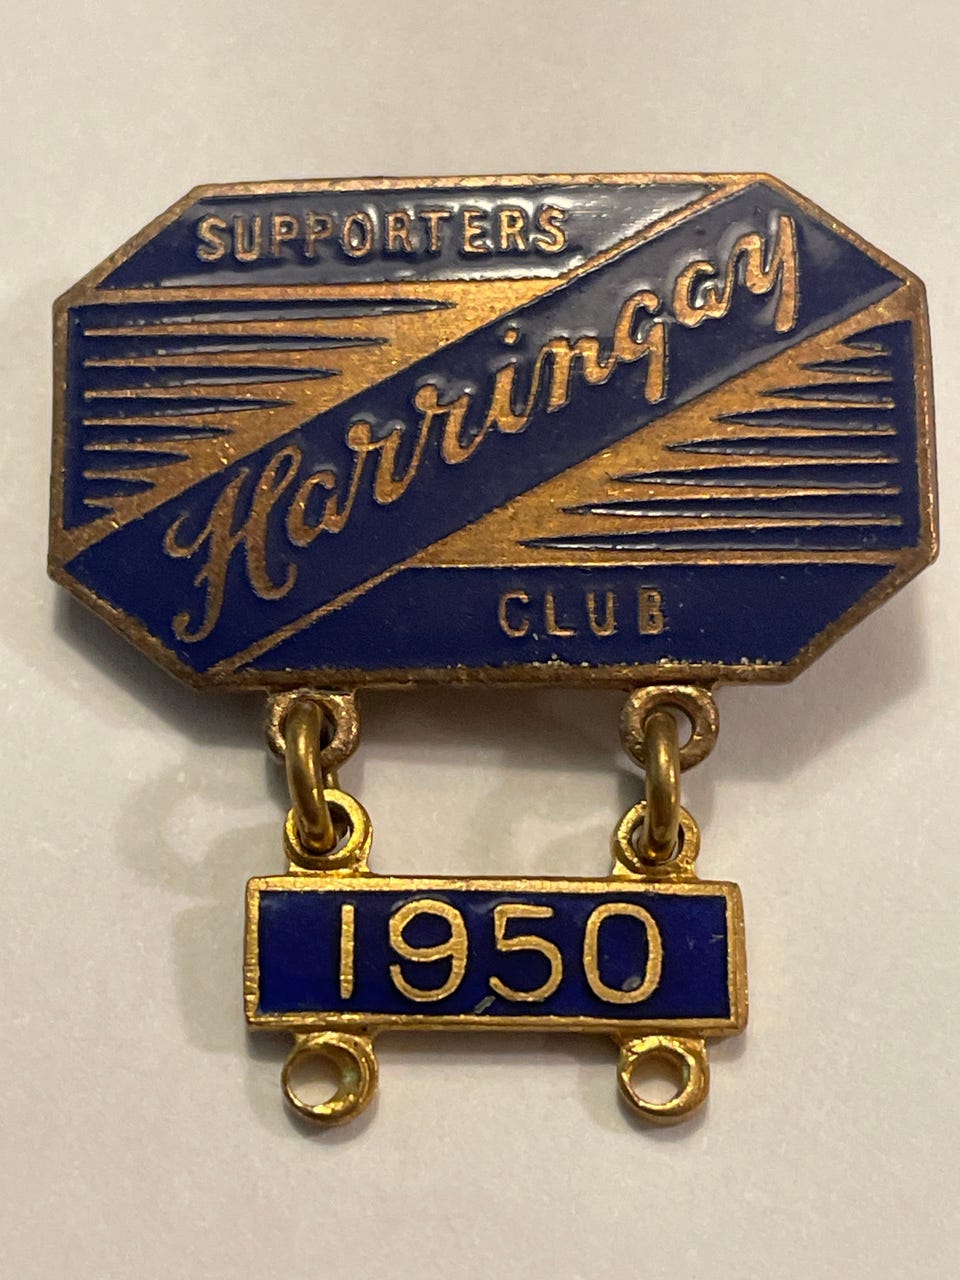 SUPPORTERS
Harringay
CLUB
1950